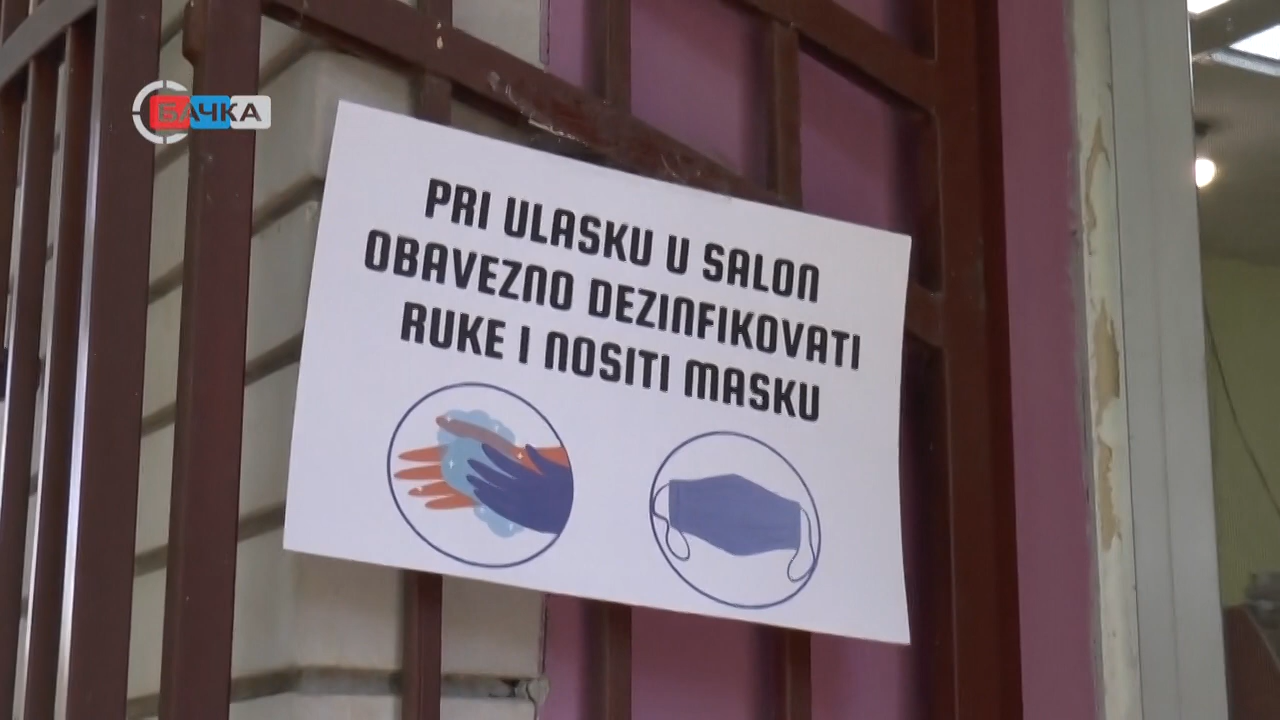 БАЧКА
PRI ULASKU U SALON
OBAVEZNO DEZINFIKOVATI
RUKE I NOSITI MASKU